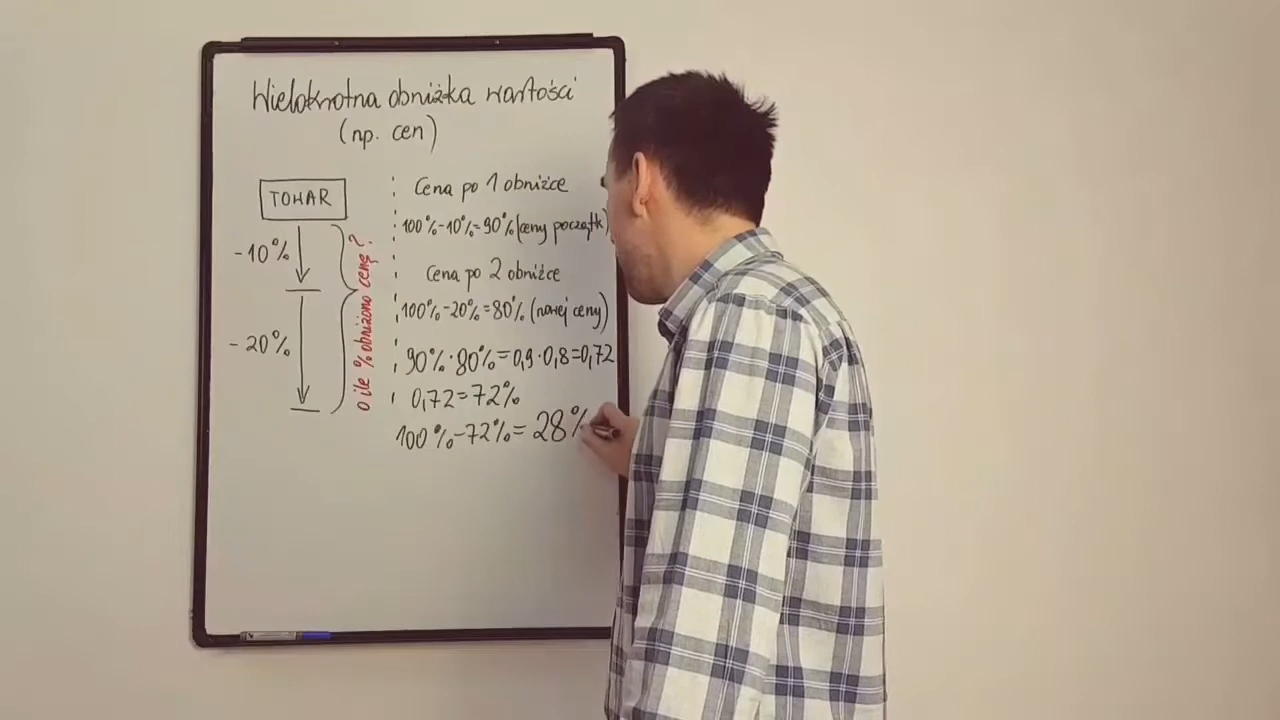 Wielokrotna obniżka wartości
(np. cen)
TOWAR
-10%
-20%
o ile % obniżono cenę?
Cena po 1 obniżce
100%-10%=90% (ceny początk)
Cena po 2 obniżce
100%-20%=80% (nowej ceny)
90%·80%=0,9·0,8=0,72
0,72=72%
100%-72%=28%